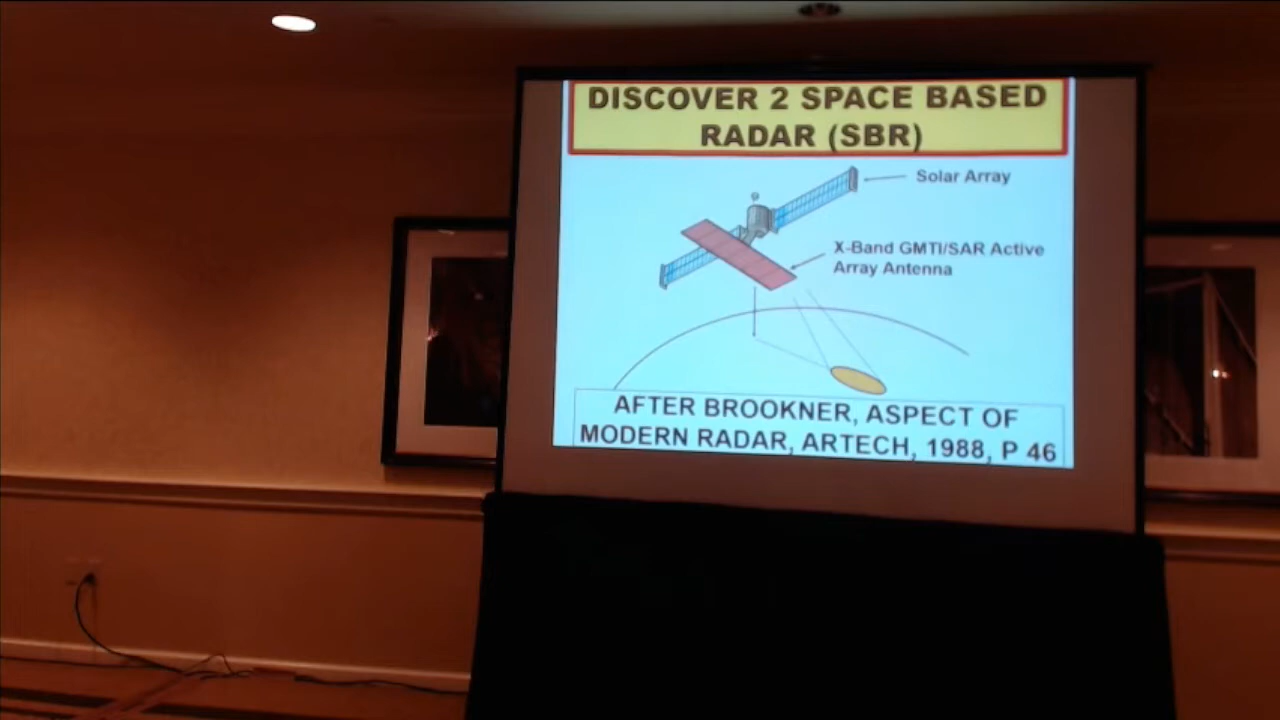 DISCOVER 2 SPACE BASED
RADAR (SBR)
Solar Array
X-Band GMTI/SAR Active
Array Antenna
AFTER BROOKNER, ASPECT OF
MODERN RADAR, ARTECH, 1988, P 46